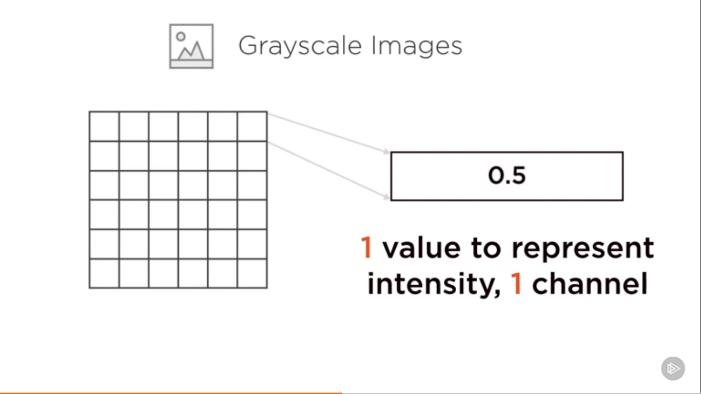 Grayscale Images
0.5
1 value to represent
intensity, 1 channel